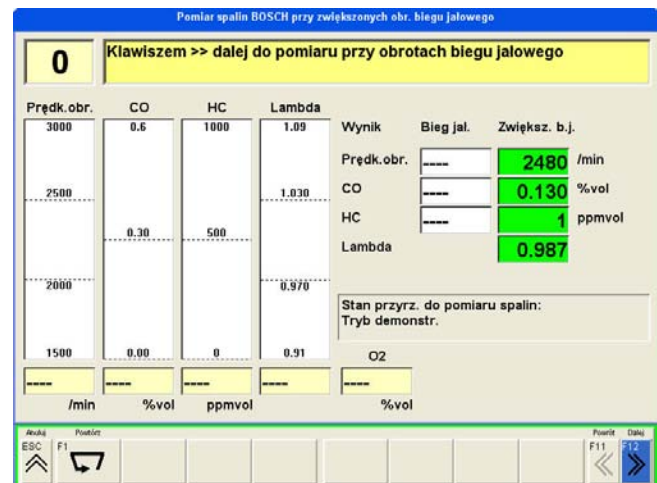 Pomiar spalin BOSCH przy zwiększonych obr. biegu jałowego
0
Klawiszem >> dalej do pomiaru przy obrotach biegu jalowego
Prędk.obr. CO HC Lambda
3000 0.6 1000 1.09
2500 1.030
0.30 500
2000 0.970
1500 0.00 0 0.91
---- ---- ---- ----
/min %vol ppmvol
Wynik Bieg jal. Zwiększ. b.j.
Prędk.obr. ---- 2480 /min
CO ---- 0.130 %vol
HC ---- 1 ppmvol
Lambda 0.987
Stan przyrz. do pomiaru spalin:
Tryb demonstr.
O2
----
%vol
Anuluj Powtórz Powrót Dalej
ESC F1 F11 F12